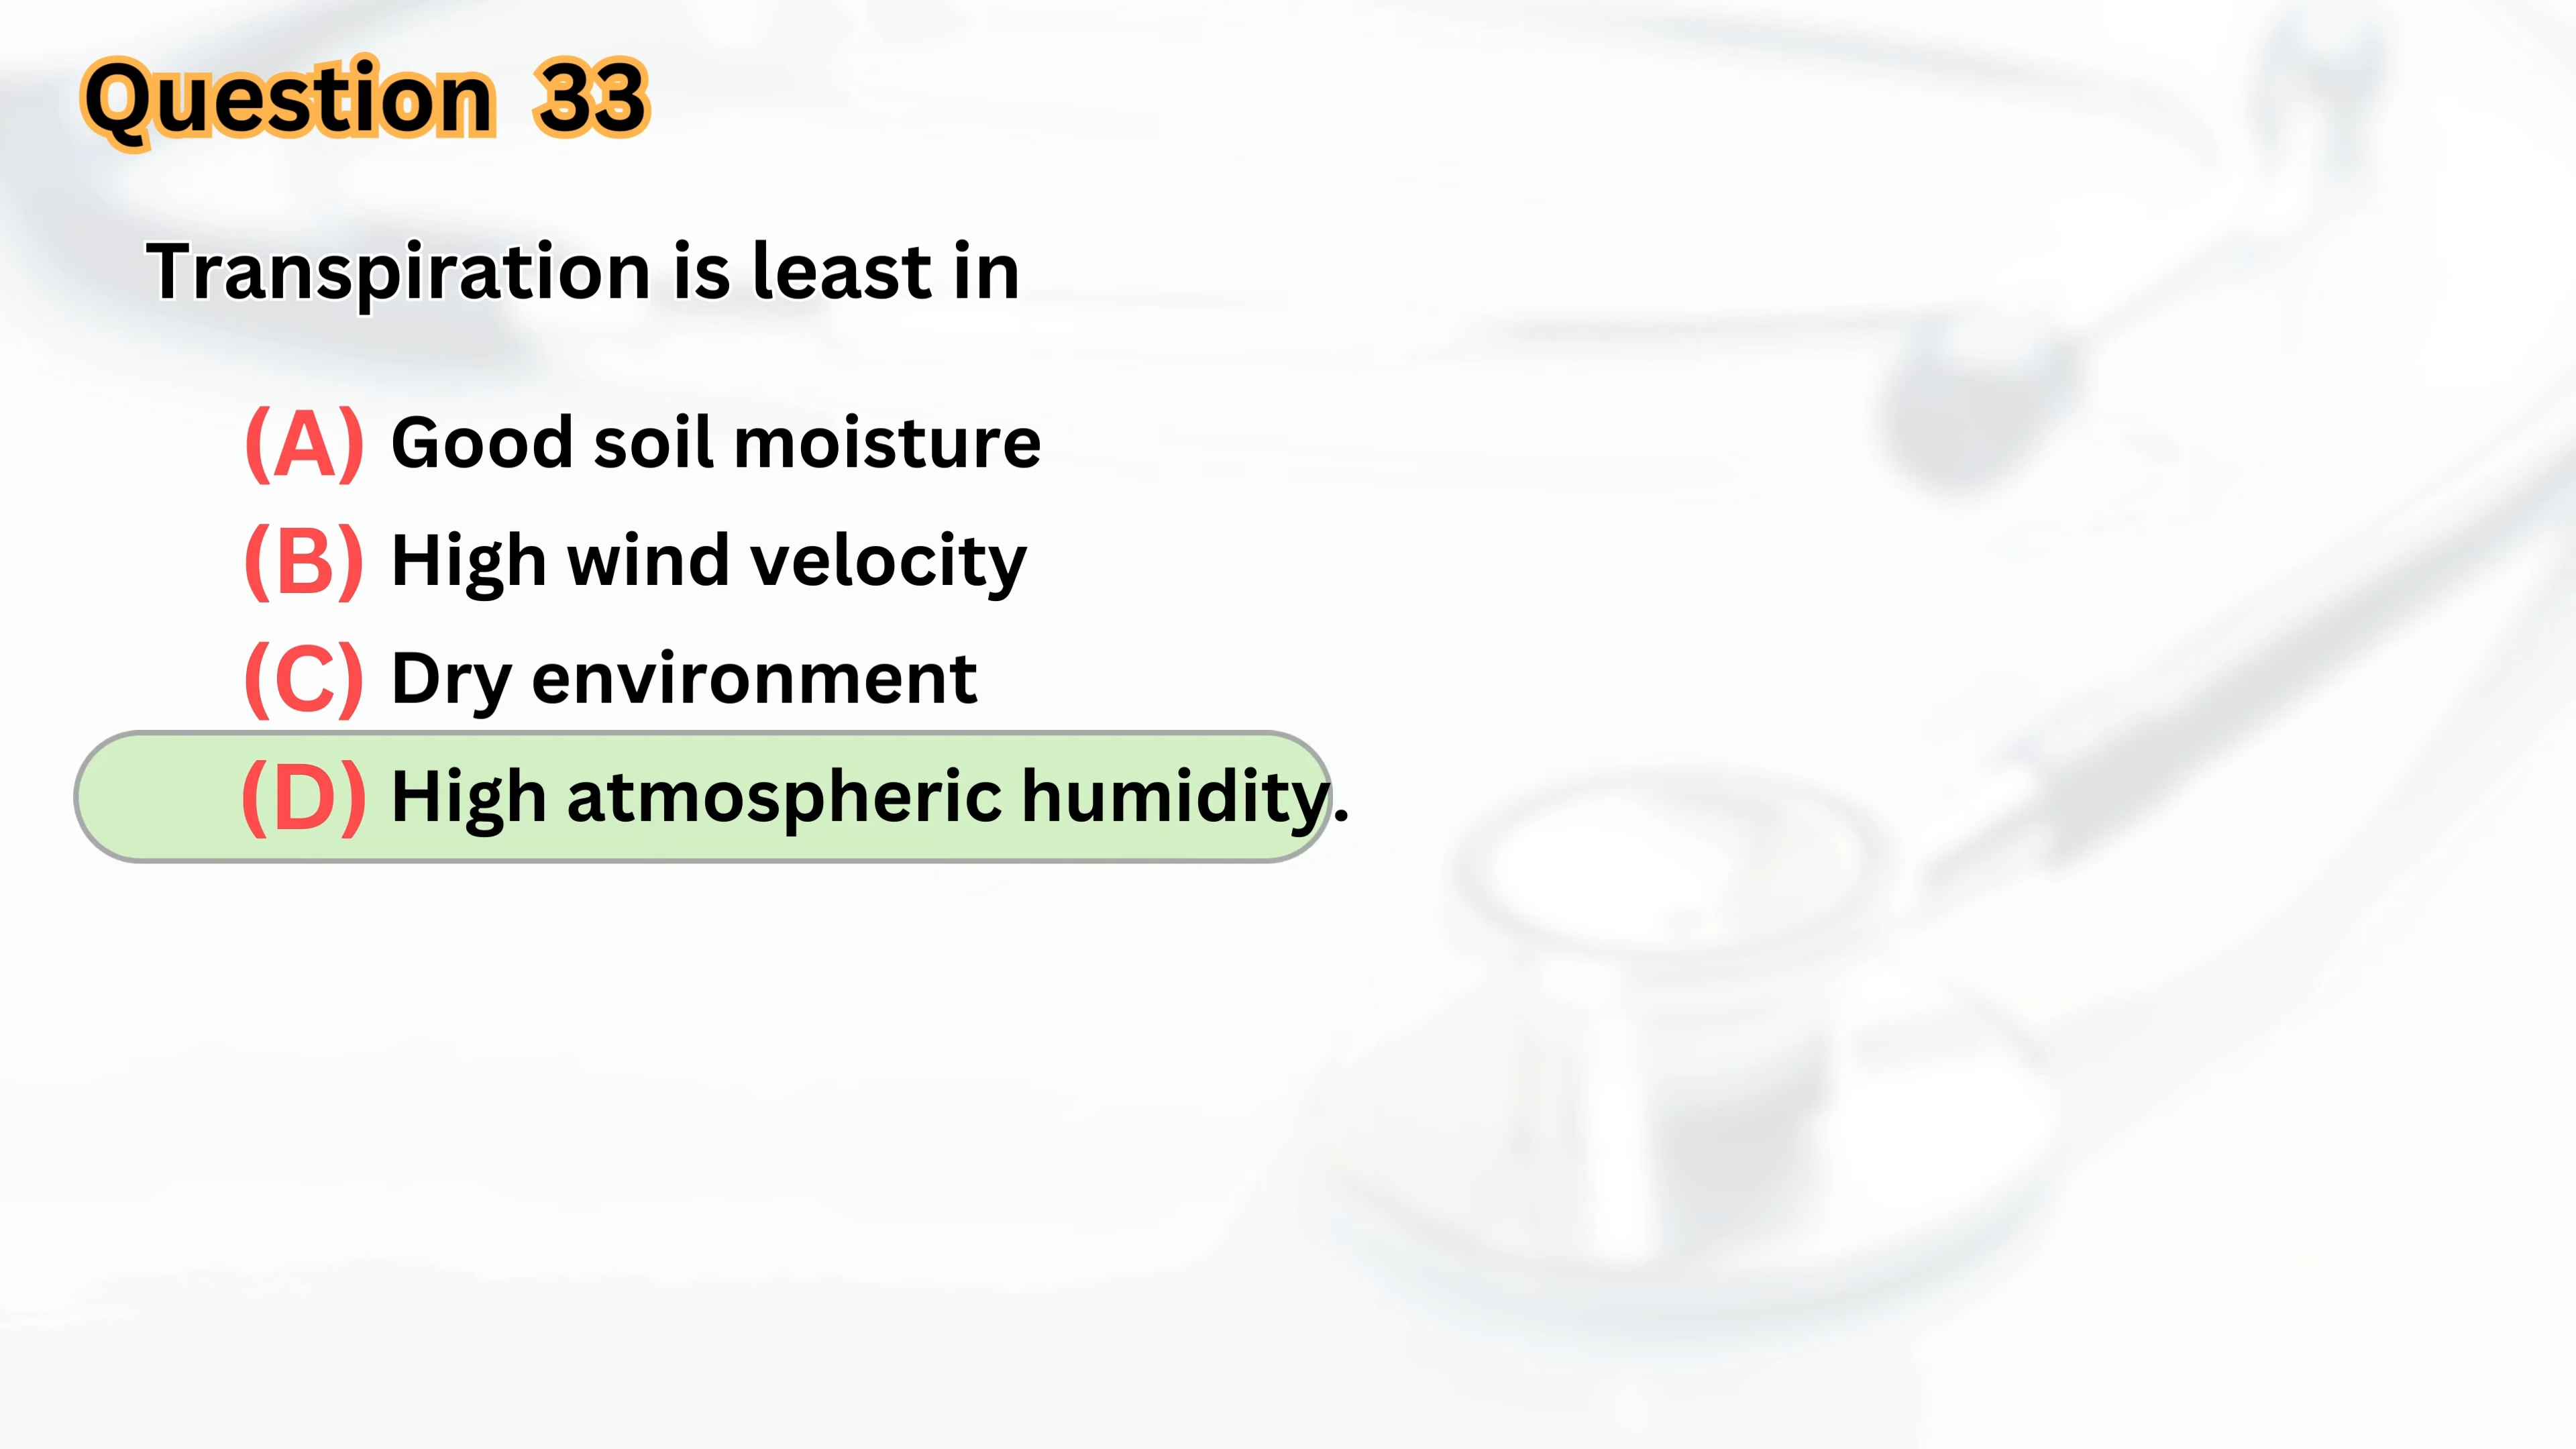 Question 33
Transpiration is least in
(A) Good soil moisture
(B) High wind velocity
(C) Dry environment
(D) High atmospheric humidity.